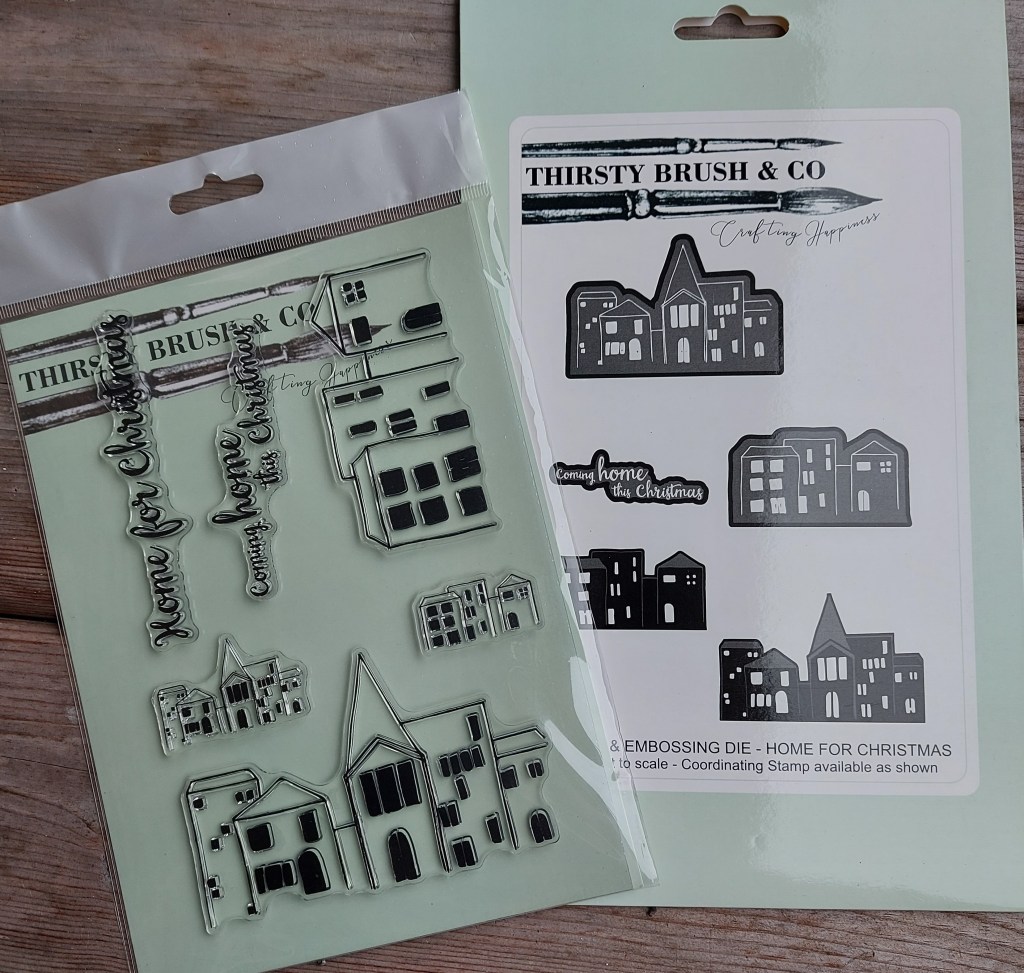 THIRSTY BRUSH & CO
Crafting Happiness
Home for Christmas
coming home
this Christmas
THIRSTY BRUSH & CO
Crafting Happiness
Coming home
this Christmas
& EMBOSSING DIE - HOME FOR CHRISTMAS
to scale - Coordinating Stamp available as shown